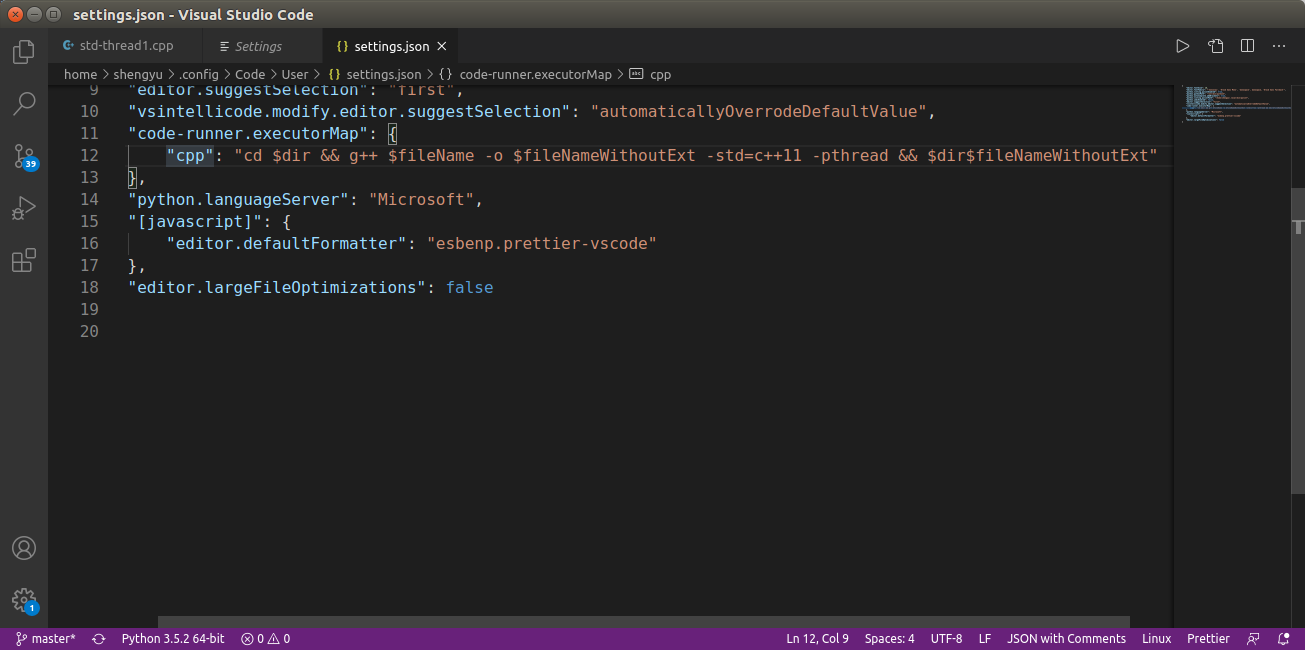 settings.json - Visual Studio Code
std-thread1.cpp Settings {} settings.json
home > shengyu > .config > Code > User > {} settings.json > {} code-runner.executorMap > abc cpp
9 "editor.suggestSelection": "first",
10 "vsintellicode.modify.editor.suggestSelection": "automaticallyOverrodeDefaultValue",
11 "code-runner.executorMap": {
12 "cpp": "cd $dir && g++ $fileName -o $fileNameWithoutExt -std=c++11 -pthread && $dir$fileNameWithoutExt"
13 },
14 "python.languageServer": "Microsoft",
15 "[javascript]": {
16 "editor.defaultFormatter": "esbenp.prettier-vscode"
17 },
18 "editor.largeFileOptimizations": false
19
20
39
1
master* Python 3.5.2 64-bit 0 0 Ln 12, Col 9 Spaces: 4 UTF-8 LF JSON with Comments Linux Prettier